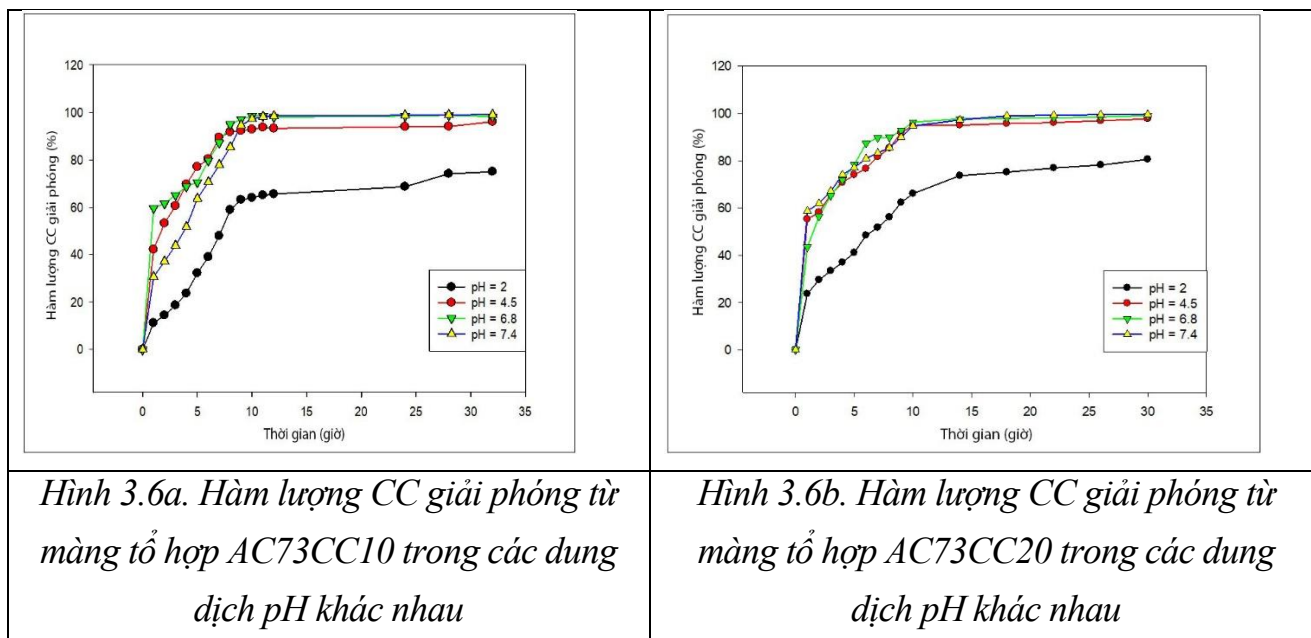 120
100
80
60
40
20
0
Hàm lượng CC giải phóng (%)
pH = 2
pH = 4.5
pH = 6.8
pH = 7.4
0 5 10 15 20 25 30 35
Thời gian (giờ)
Hình 3.6a. Hàm lượng CC giải phóng từ
màng tổ hợp AC73CC10 trong các dung
dịch pH khác nhau
120
100
80
60
40
20
0
Hàm lượng CC giải phóng (%)
pH = 2
pH = 4.5
pH = 6.8
pH = 7.4
0 5 10 15 20 25 30 35
Thời gian (giờ)
Hình 3.6b. Hàm lượng CC giải phóng từ
màng tổ hợp AC73CC20 trong các dung
dịch pH khác nhau